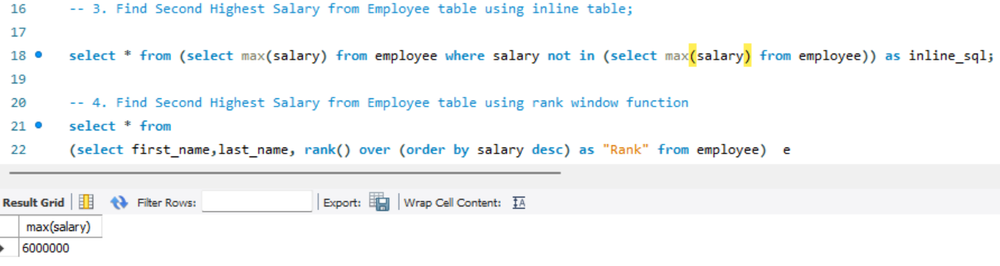 16 -- 3. Find Second Highest Salary from Employee table using inline table;
17
18 select * from (select max(salary) from employee where salary not in (select max(salary) from employee)) as inline_sql;
19
20 -- 4. Find Second Highest Salary from Employee table using rank window function
21 select * from
22 (select first_name,last_name, rank() over (order by salary desc) as "Rank" from employee) e
Result Grid Filter Rows: Export: Wrap Cell Content: IA
max(salary)
6000000